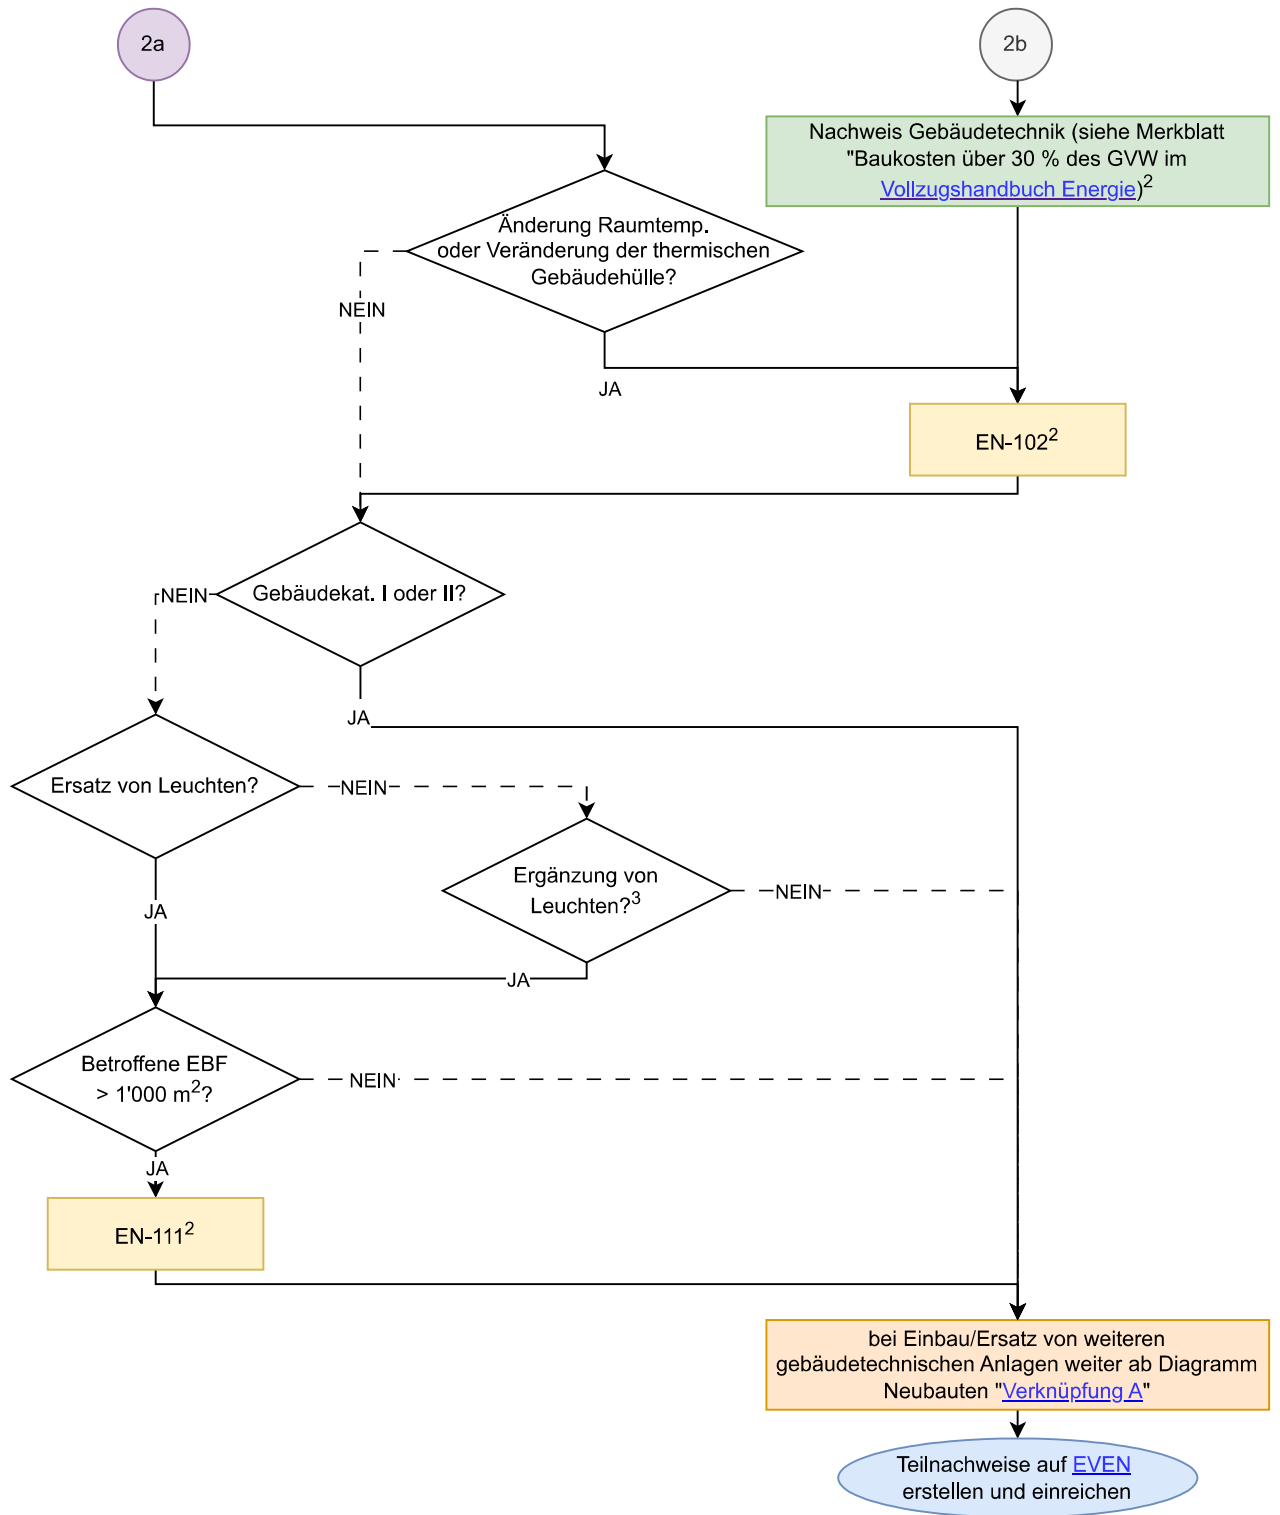 2a
2b
Nachweis Gebäudetechnik (siehe Merkblatt
"Baukosten über 30 % des GVW im
Vollzugshandbuch Energie)²
Änderung Raumtemp.
oder Veränderung der thermischen
Gebäudehülle?
NEIN
JA
EN-102²
Gebäudekat. I oder II?
NEIN
JA
Ersatz von Leuchten?
NEIN
Ergänzung von
Leuchten?³
NEIN
JA
JA
Betroffene EBF
> 1'000 m²?
NEIN
JA
EN-111²
bei Einbau/Ersatz von weiteren
gebäudetechnischen Anlagen weiter ab Diagramm
Neubauten "Verknüpfung A"
Teilnachweise auf EVEN
erstellen und einreichen